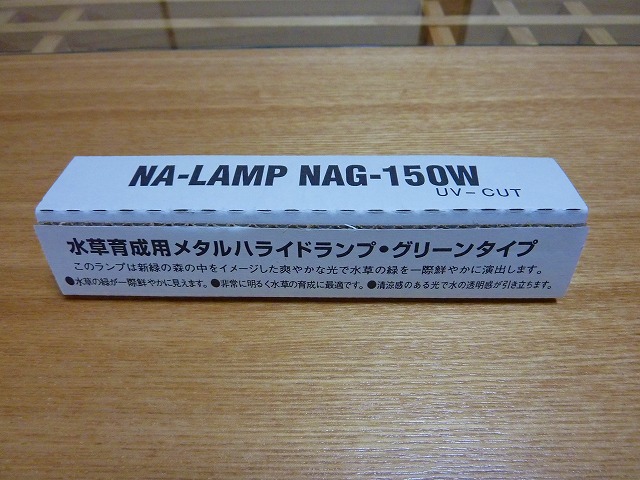 NA-LAMP NAG-150W
UV-CUT
水草育成用メタルハライドランプ・グリーンタイプ
このランプは新緑の森の中をイメージした爽やかな光で水草の緑を一際鮮やかに演出します。
●水草の緑が一際鮮やかに見えます。●非常に明るく水草の育成に最適です。●清涼感のある光で水の透明感が引き立ちます。